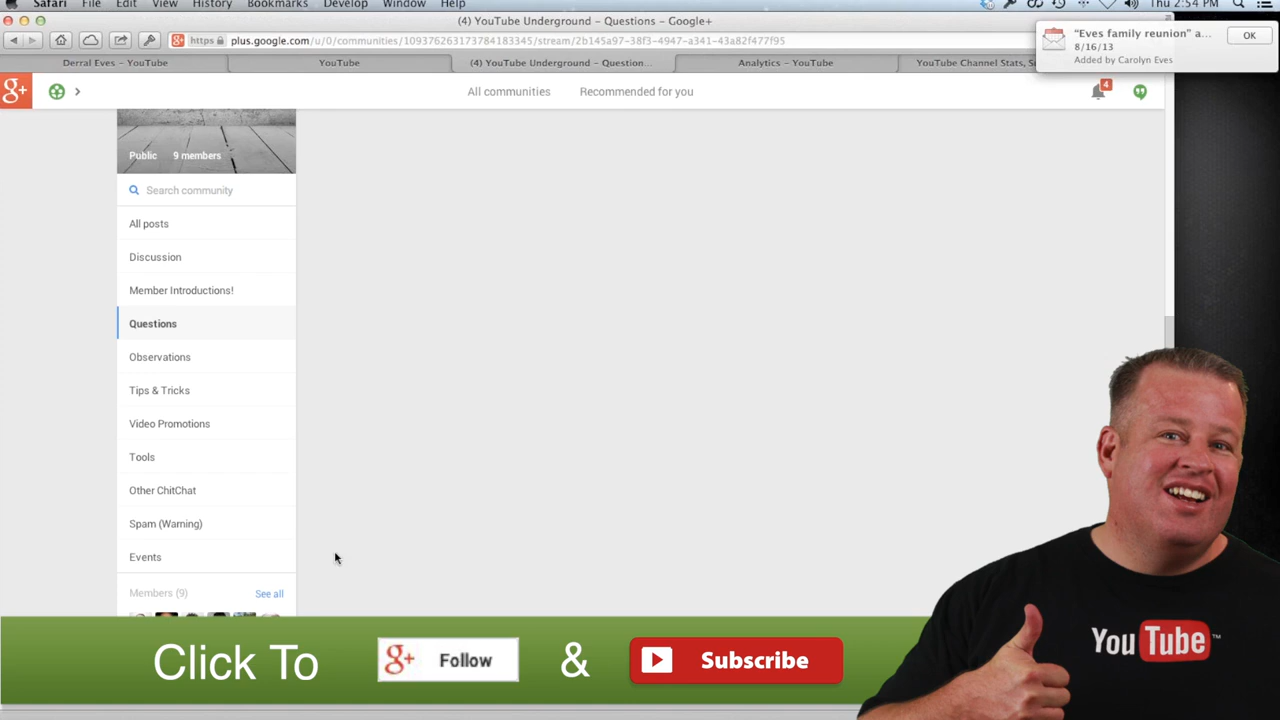 Safari File Edit View History Bookmarks Develop Window Help
Thu 2:54 PM
(4) YouTube Underground – Questions – Google+
https plus.google.com/u/0/communities/109376263173784183345/stream/2b145a97-38f3-4947-a341-43a82f477f95
Derral Eves – YouTube
YouTube
(4) YouTube Underground – Question...
Analytics – YouTube
YouTube Channel Stats, S
"Eves family reunion" a...
8/16/13
Added by Carolyn Eves
OK
g+
All communities
Recommended for you
4
Public 9 members
Search community
All posts
Discussion
Member Introductions!
Questions
Observations
Tips & Tricks
Video Promotions
Tools
Other ChitChat
Spam (Warning)
Events
Members (9) See all
Click To g+ Follow & Subscribe
YouTube™